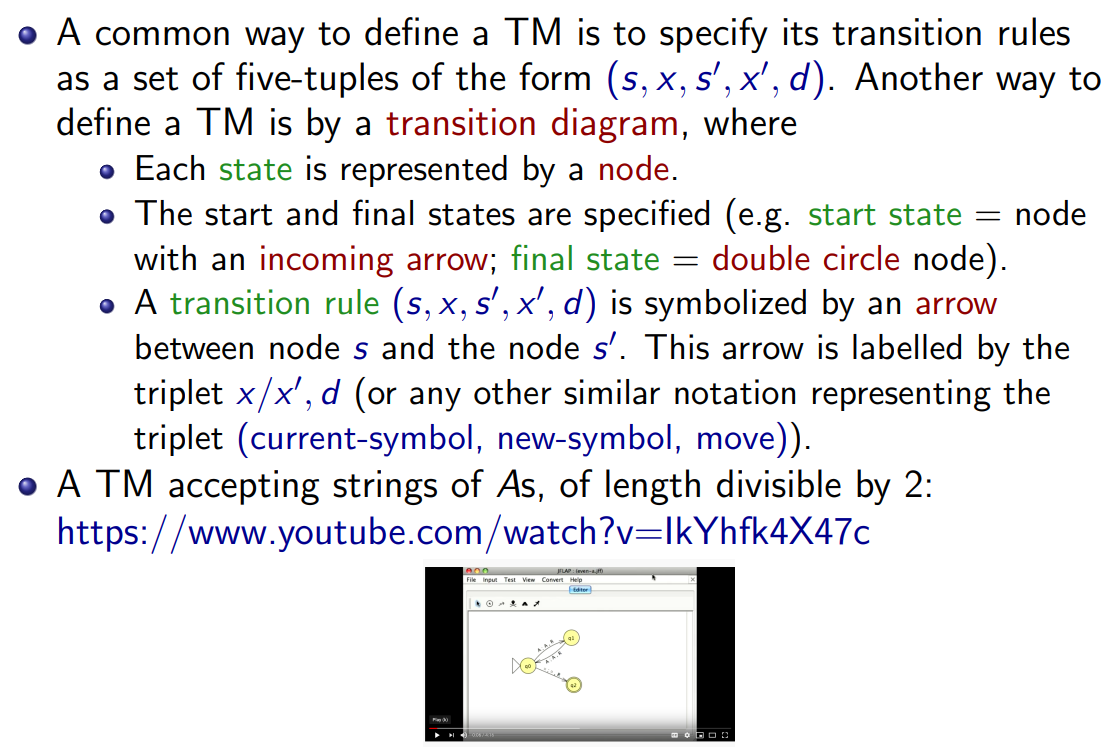 A common way to define a TM is to specify its transition rules
as a set of five-tuples of the form (s, x, s′, x′, d). Another way to
define a TM is by a transition diagram, where
Each state is represented by a node.
The start and final states are specified (e.g. start state = node
with an incoming arrow; final state = double circle node).
A transition rule (s, x, s′, x′, d) is symbolized by an arrow
between node s and the node s′. This arrow is labelled by the
triplet x/x′, d (or any other similar notation representing the
triplet (current-symbol, new-symbol, move)).
A TM accepting strings of As, of length divisible by 2:
https://www.youtube.com/watch?v=IkYhfk4X47c
JFLAP : (even-a.jff)
File Input Test View Convert Help
Editor
q1
q0
q2
Play (k)